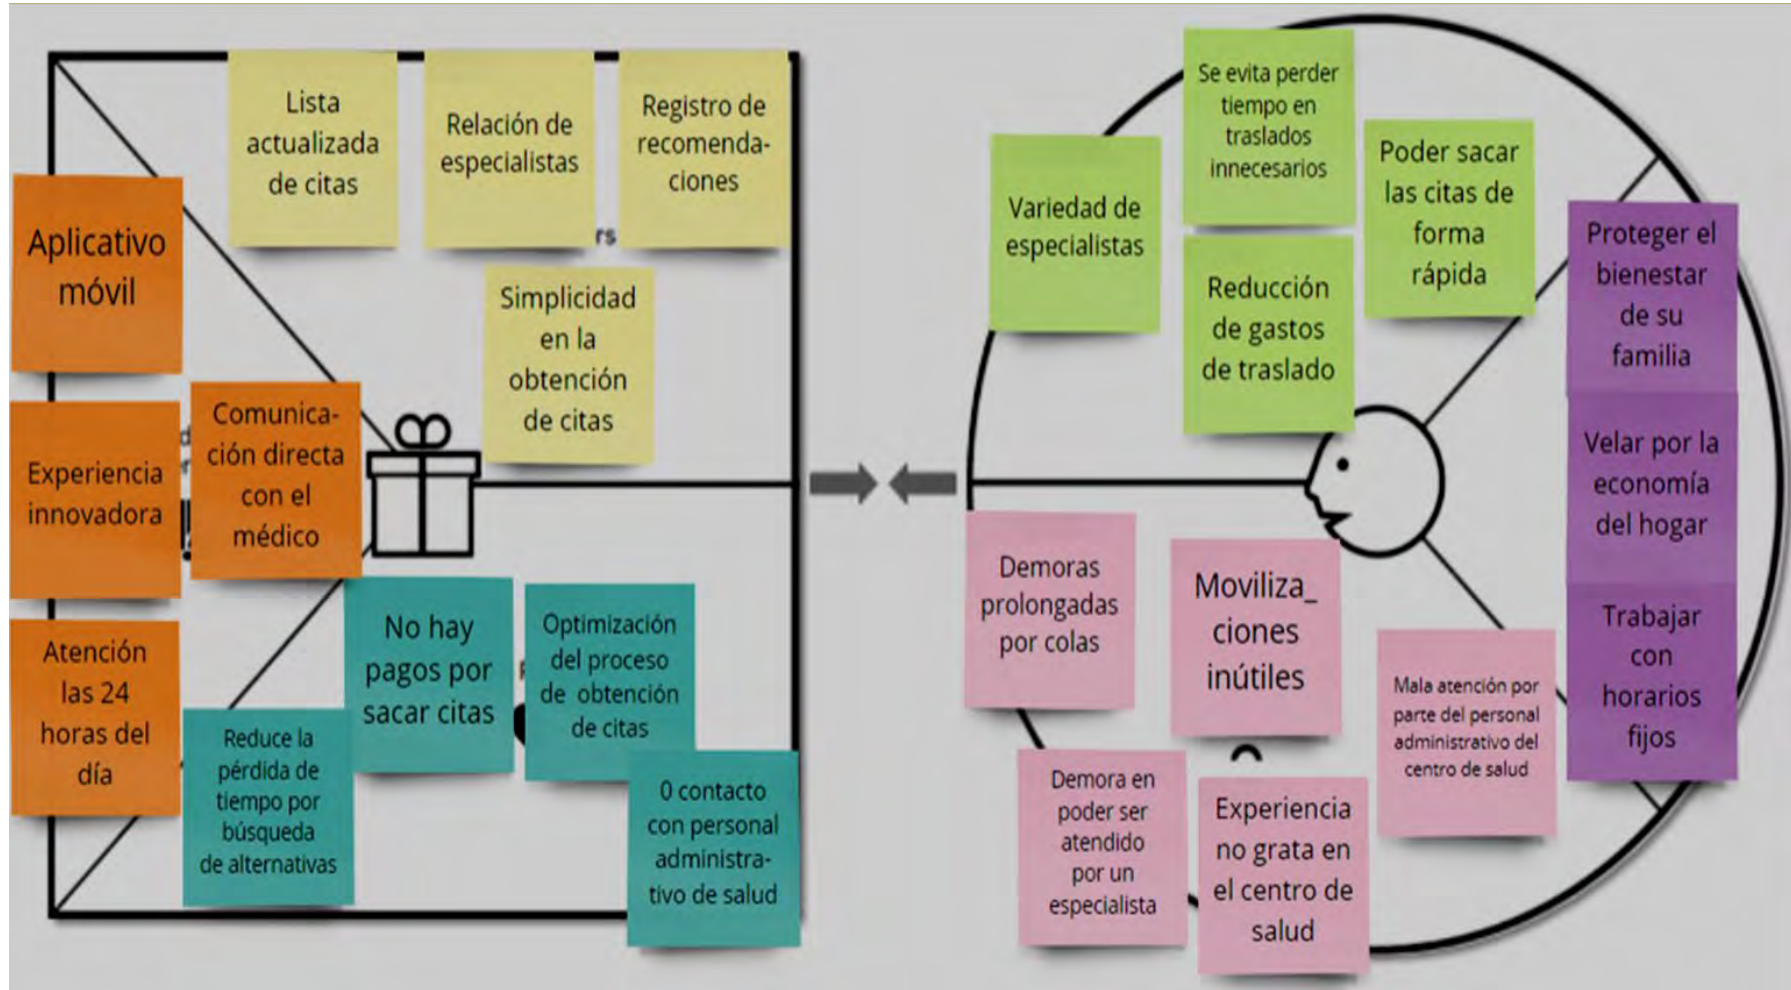 Lista
actualizada
de citas
Relación de
especialistas
Registro de
recomenda-
ciones
rs
Simplicidad
en la
obtención
de citas
Aplicativo
móvil
Experiencia
innovadora
Comunica-
ción directa
con el
médico
Atención
las 24
horas del
día
No hay
pagos por
sacar citas
Optimización
del proceso
de obtención
de citas
Reduce la
pérdida de
tiempo por
búsqueda
de alternativas
0 contacto
con personal
administra-
tivo de salud
Variedad de
especialistas
Se evita perder
tiempo en
traslados
innecesarios
Reducción
de gastos
de traslado
Poder sacar
las citas de
forma
rápida
Proteger el
bienestar
de su
familia
Velar por la
economía
del hogar
Trabajar
con
horarios
fijos
Demoras
prolongadas
por colas
Moviliza_
ciones
inútiles
Mala atención por
parte del personal
administrativo del
centro de salud
Demora en
poder ser
atendido
por un
especialista
Experiencia
no grata en
el centro de
salud